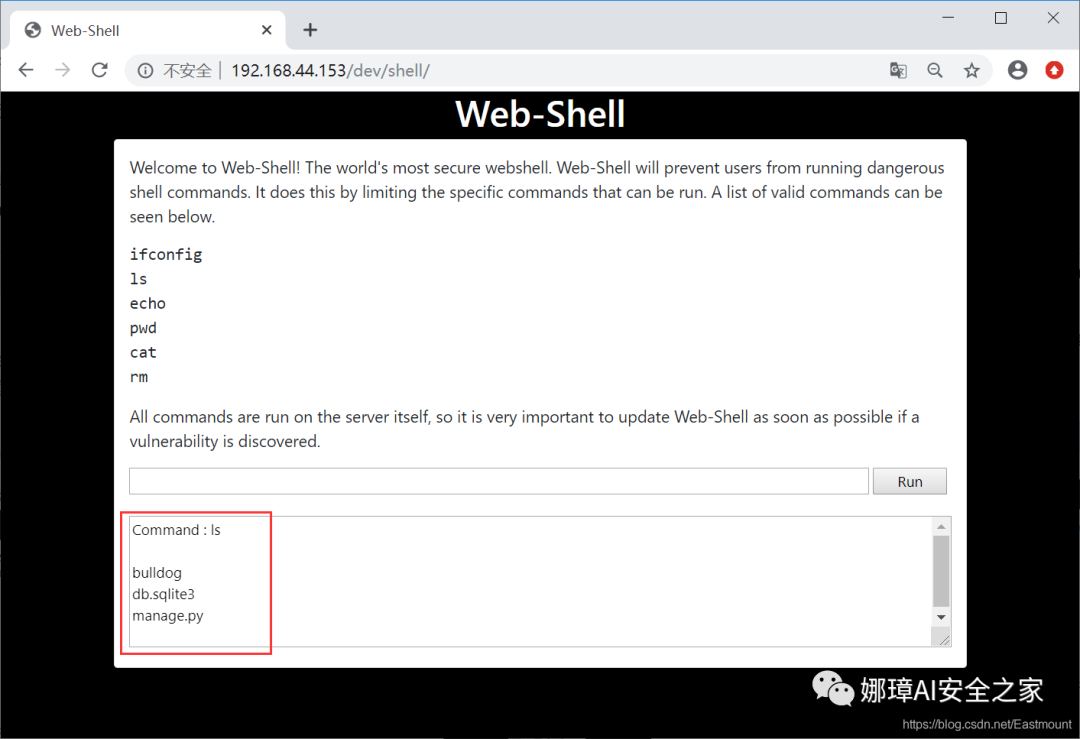 Web-Shell
不安全 | 192.168.44.153/dev/shell/
Web-Shell
Welcome to Web-Shell! The world's most secure webshell. Web-Shell will prevent users from running dangerous
shell commands. It does this by limiting the specific commands that can be run. A list of valid commands can be
seen below.
ifconfig
ls
echo
pwd
cat
rm
All commands are run on the server itself, so it is very important to update Web-Shell as soon as possible if a
vulnerability is discovered.
Run
Command : ls
bulldog
db.sqlite3
manage.py
娜璋AI安全之家
https://blog.csdn.net/Eastmount